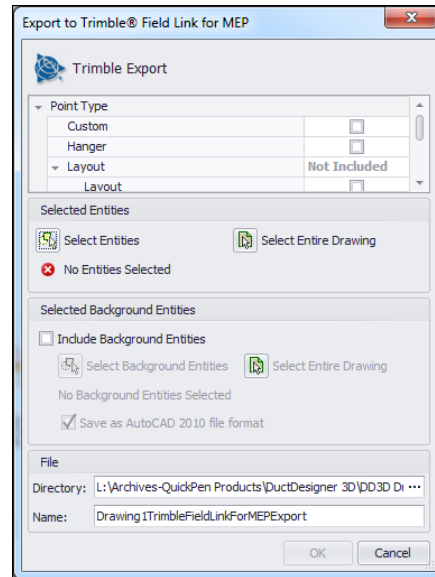 Export to Trimble® Field Link for MEP
Trimble Export
Point Type
Custom
Hanger
Layout Not Included
Layout
Selected Entities
Select Entities Select Entire Drawing
No Entities Selected
Selected Background Entities
Include Background Entities
Select Background Entities Select Entire Drawing
No Background Entities Selected
Save as AutoCAD 2010 file format
File
Directory: L:\Archives-QuickPen Products\DuctDesigner 3D\DD3D Dr ...
Name: Drawing1TrimbleFieldLinkForMEPExport
OK Cancel